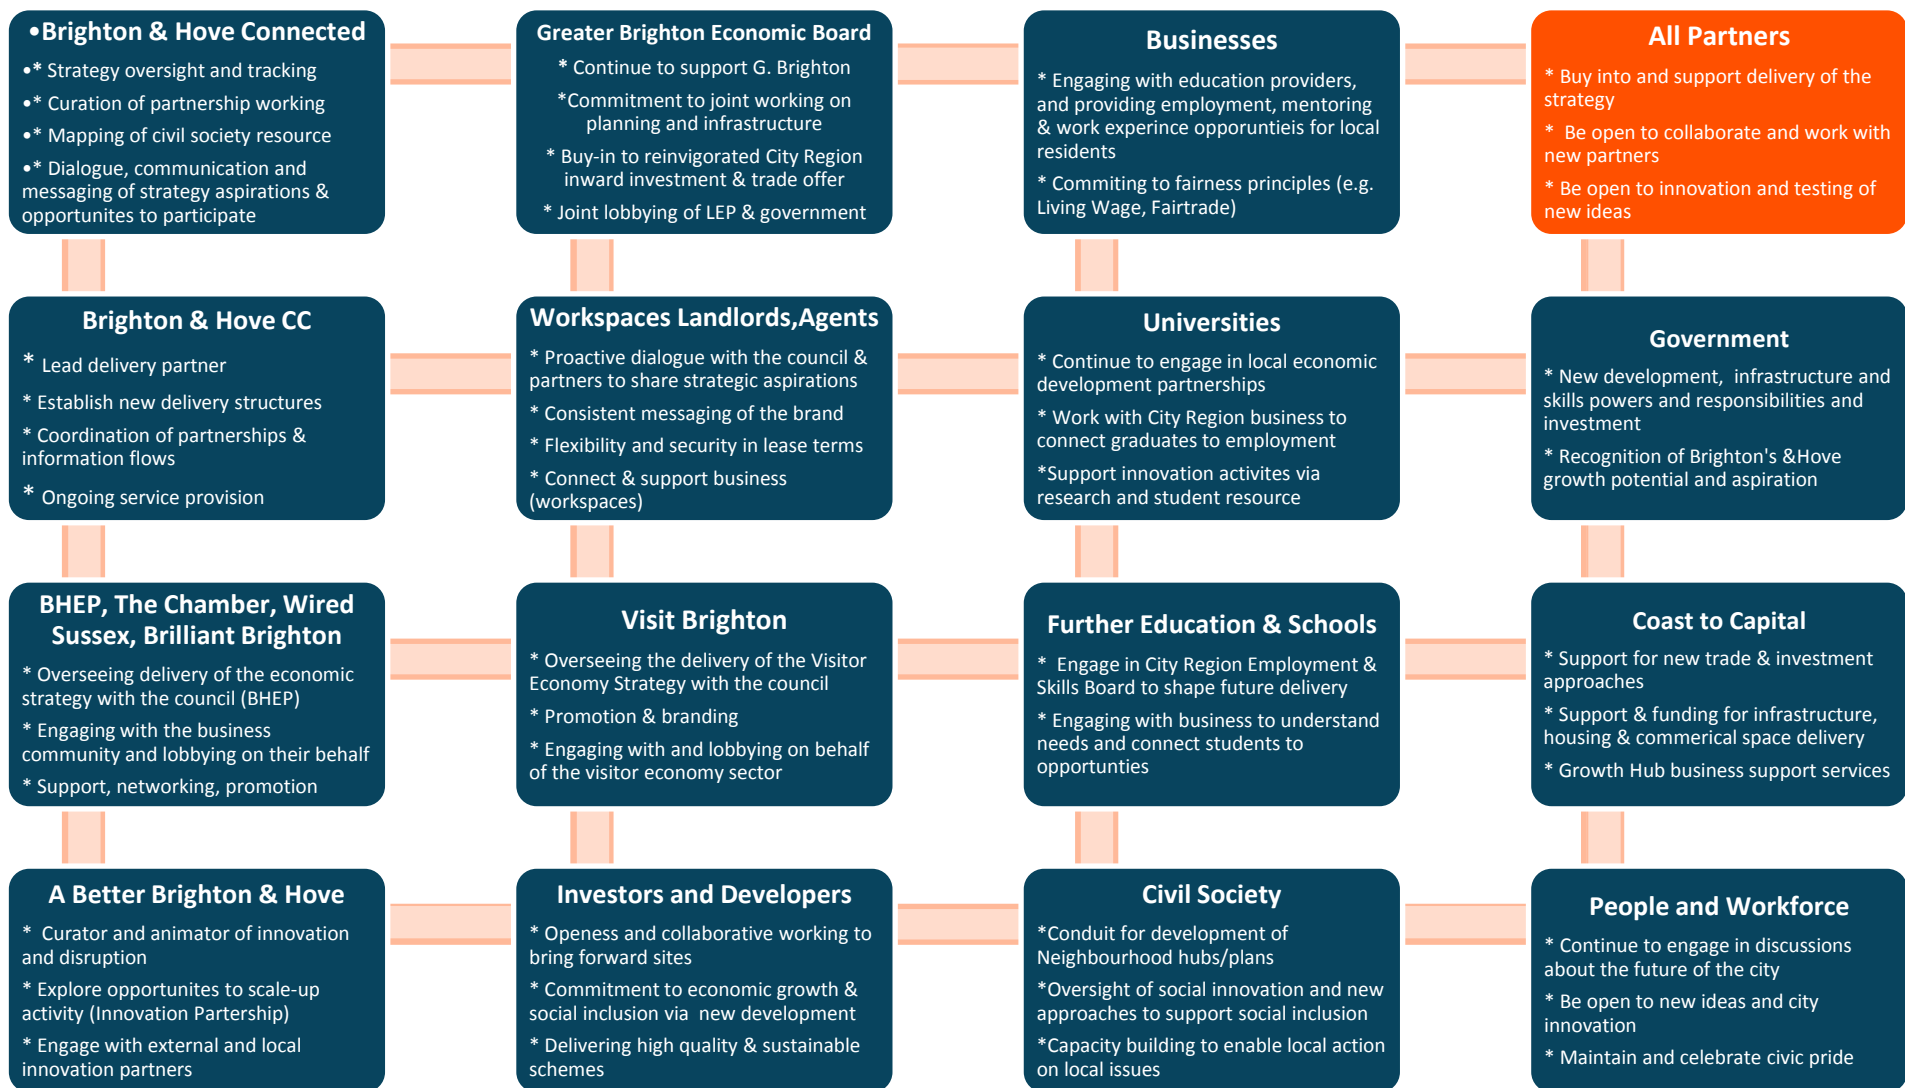 •Brighton & Hove Connected
•* Strategy oversight and tracking
•* Curation of partnership working
•* Mapping of civil society resource
•* Dialogue, communication and
messaging of strategy aspirations &
opportunites to participate
Greater Brighton Economic Board
* Continue to support G. Brighton
*Commitment to joint working on
planning and infrastructure
* Buy-in to reinvigorated City Region
inward investment & trade offer
* Joint lobbying of LEP & government
Businesses
* Engaging with education providers,
and providing employment, mentoring
& work experince opporuntieis for local
residents
* Commiting to fairness principles (e.g.
Living Wage, Fairtrade)
All Partners
* Buy into and support delivery of the
strategy
* Be open to collaborate and work with
new partners
* Be open to innovation and testing of
new ideas
Brighton & Hove CC
* Lead delivery partner
* Establish new delivery structures
* Coordination of partnerships &
information flows
* Ongoing service provision
Workspaces Landlords,Agents
* Proactive dialogue with the council &
partners to share strategic aspirations
* Consistent messaging of the brand
* Flexibility and security in lease terms
* Connect & support business
(workspaces)
Universities
* Continue to engage in local economic
development partnerships
* Work with City Region business to
connect graduates to employment
*Support innovation activites via
research and student resource
Government
* New development, infrastructure and
skills powers and responsibilities and
investment
* Recognition of Brighton's &Hove
growth potential and aspiration
BHEP, The Chamber, Wired
Sussex, Brilliant Brighton
* Overseeing delivery of the economic
strategy with the council (BHEP)
* Engaging with the business
community and lobbying on their behalf
* Support, networking, promotion
Visit Brighton
* Overseeing the delivery of the Visitor
Economy Strategy with the council
* Promotion & branding
* Engaging with and lobbying on behalf
of the visitor economy sector
Further Education & Schools
* Engage in City Region Employment &
Skills Board to shape future delivery
* Engaging with business to understand
needs and connect students to
opportunties
Coast to Capital
* Support for new trade & investment
approaches
* Support & funding for infrastructure,
housing & commerical space delivery
* Growth Hub business support services
A Better Brighton & Hove
* Curator and animator of innovation
and disruption
* Explore opportunites to scale-up
activity (Innovation Partership)
* Engage with external and local
innovation partners
Investors and Developers
* Openess and collaborative working to
bring forward sites
* Commitment to economic growth &
social inclusion via new development
* Delivering high quality & sustainable
schemes
Civil Society
*Conduit for development of
Neighbourhood hubs/plans
*Oversight of social innovation and new
approaches to support social inclusion
*Capacity building to enable local action
on local issues
People and Workforce
* Continue to engage in discussions
about the future of the city
* Be open to new ideas and city
innovation
* Maintain and celebrate civic pride